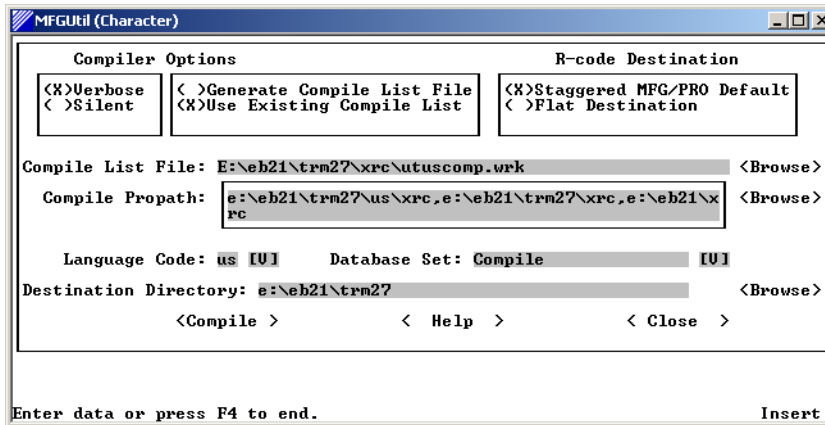 MFGUtil (Character)
Compiler Options R-code Destination
(X)Verbose ( )Generate Compile List File (X)Staggered MFG/PRO Default
( )Silent (X)Use Existing Compile List ( )Flat Destination
Compile List File: E:\eb21\trm27\xrc\utuscomp.wrk <Browse>
Compile Propath: e:\eb21\trm27\us\xrc,e:\eb21\trm27\xrc,e:\eb21\x <Browse>
rc
Language Code: us [V] Database Set: Compile [V]
Destination Directory: e:\eb21\trm27 <Browse>
<Compile > < Help > < Close >
Enter data or press F4 to end. Insert